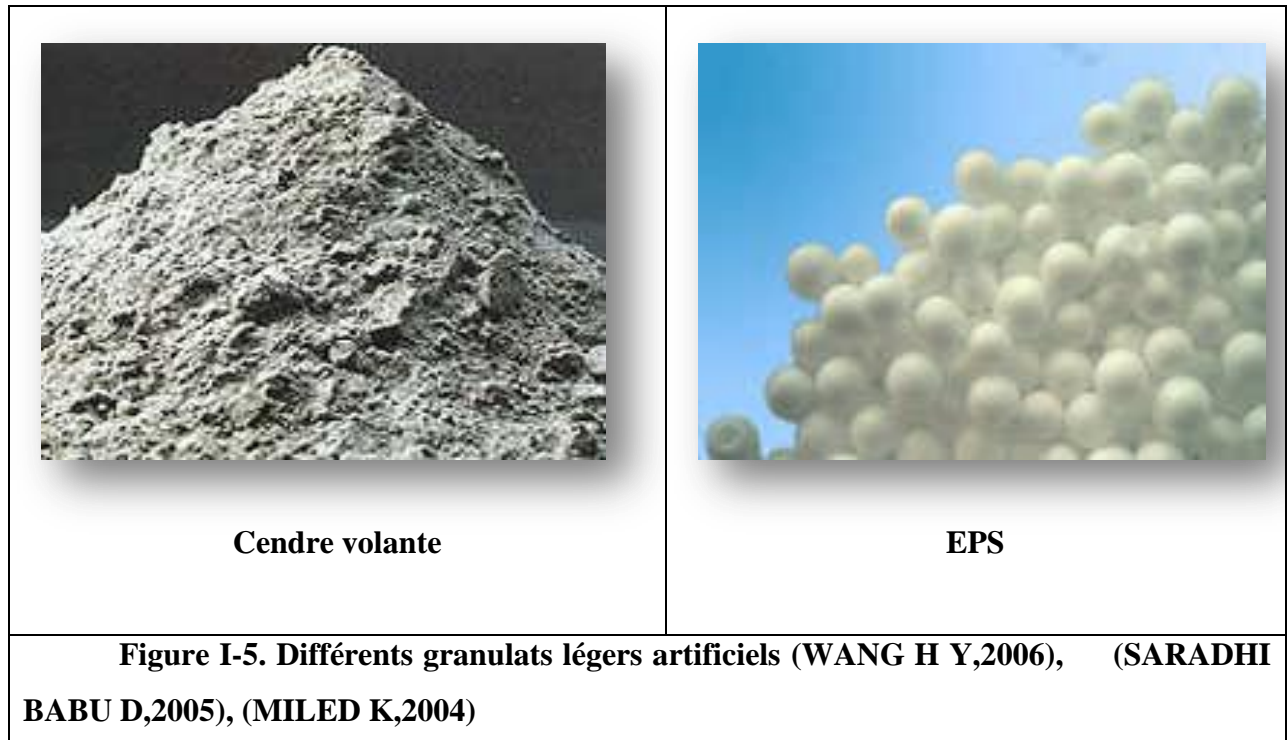 Cendre volante
EPS
Figure I-5. Différents granulats légers artificiels (WANG H Y,2006), (SARADHI
BABU D,2005), (MILED K,2004)